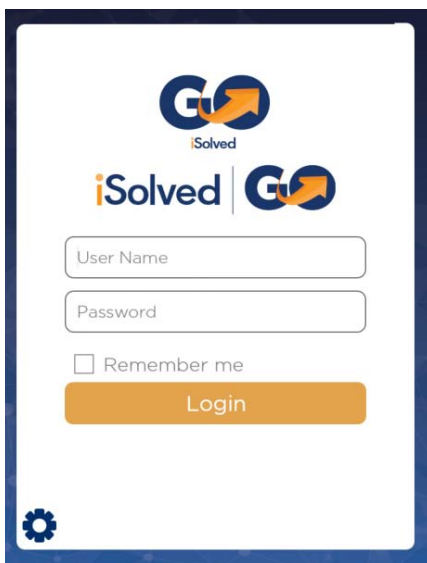 GO
iSolved
iSolved GO
User Name
Password
Remember me
Login